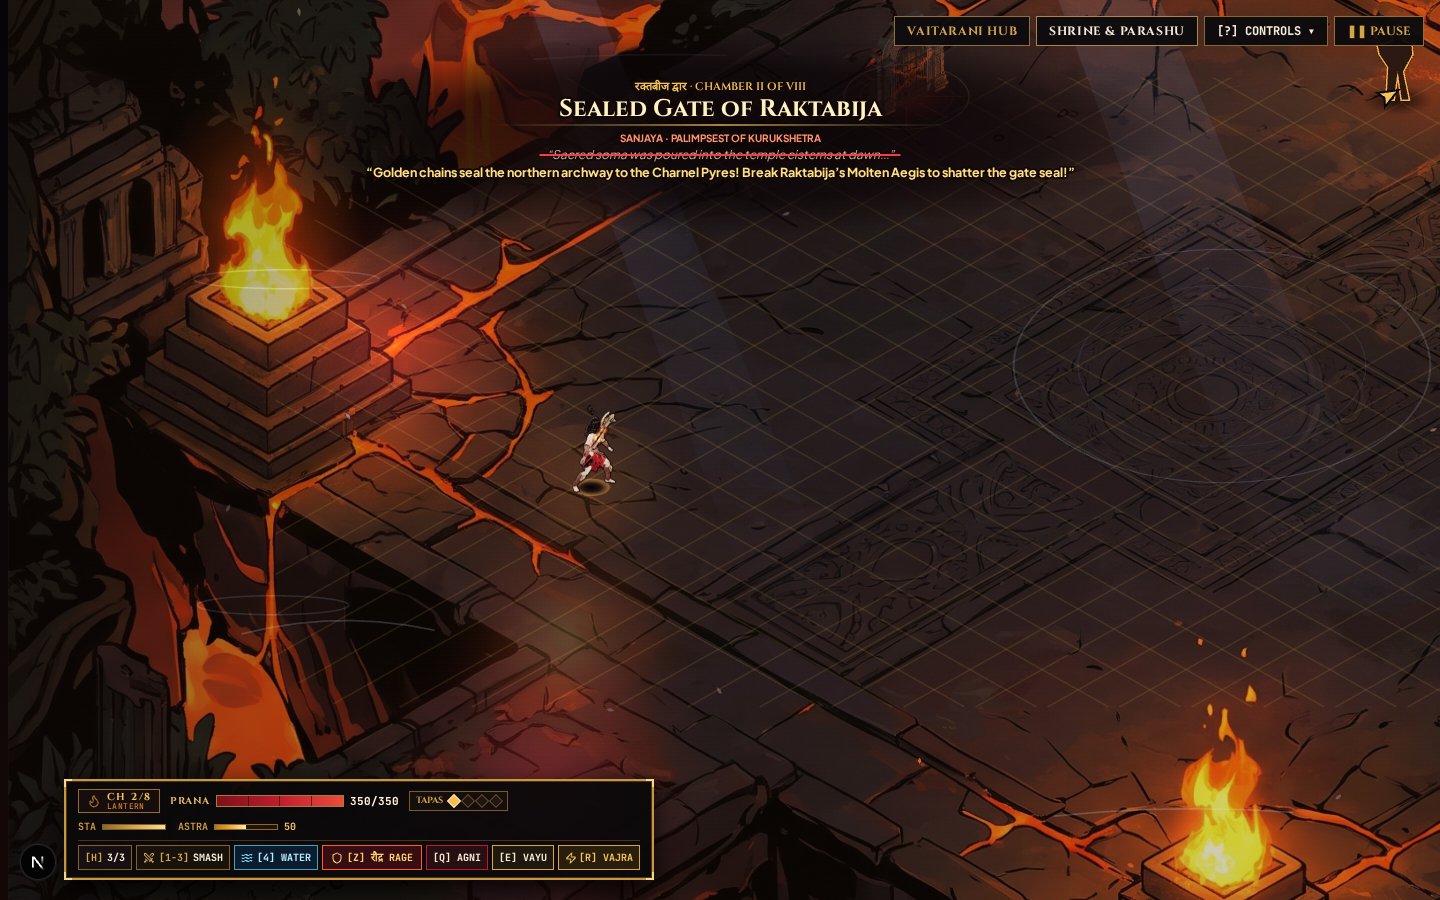 VAITARANI HUB
SHRINE & PARASHU
[?] CONTROLS ▾
❚❚ PAUSE
रक्तबीज द्वार · CHAMBER II OF VIII
SEALED GATE OF RAKTABIJA
SANJAYA · PALIMPSEST OF KURUKSHETRA
“Sacred soma was poured into the temple cisterns at dawn...”
“Golden chains seal the northern archway to the Charnel Pyres! Break Raktabija’s Molten Aegis to shatter the gate seal!”
CH 2/8
LANTERN
PRANA 350/350
TAPAS
STA
ASTRA 50
[H] 3/3
[1-3] SMASH
[4] WATER
[Z] रौद्र RAGE
[Q] AGNI
[E] VAYU
[R] VAJRA
N